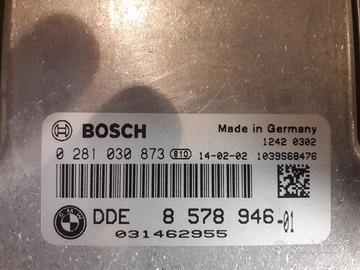 BOSCH
Made in Germany
1242 0302
0 281 030 873 B10 14-02-02 1039S68476
DDE 8 578 946-01
031462955